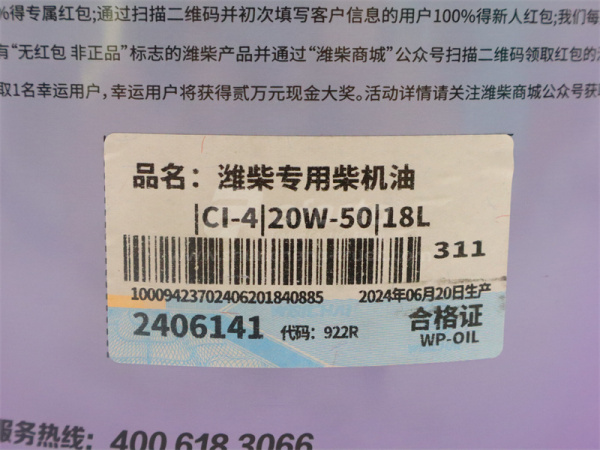 %得专属红包;通过扫描二维码并初次填写客户信息的用户100%得新人红包;我们每
有“无红包 非正品”标志的潍柴产品并通过“潍柴商城”公众号扫描二维码领取红包的
取1名幸运用户,幸运用户将获得贰万元现金大奖。活动详情请关注潍柴商城公众号获
品名：潍柴专用柴机油
|CI-4|20W-50|18L
311
10009423702406201840885
2024年06月20日生产
2406141 代码：922R
合格证
WP-OIL
服务热线：400 618 3066